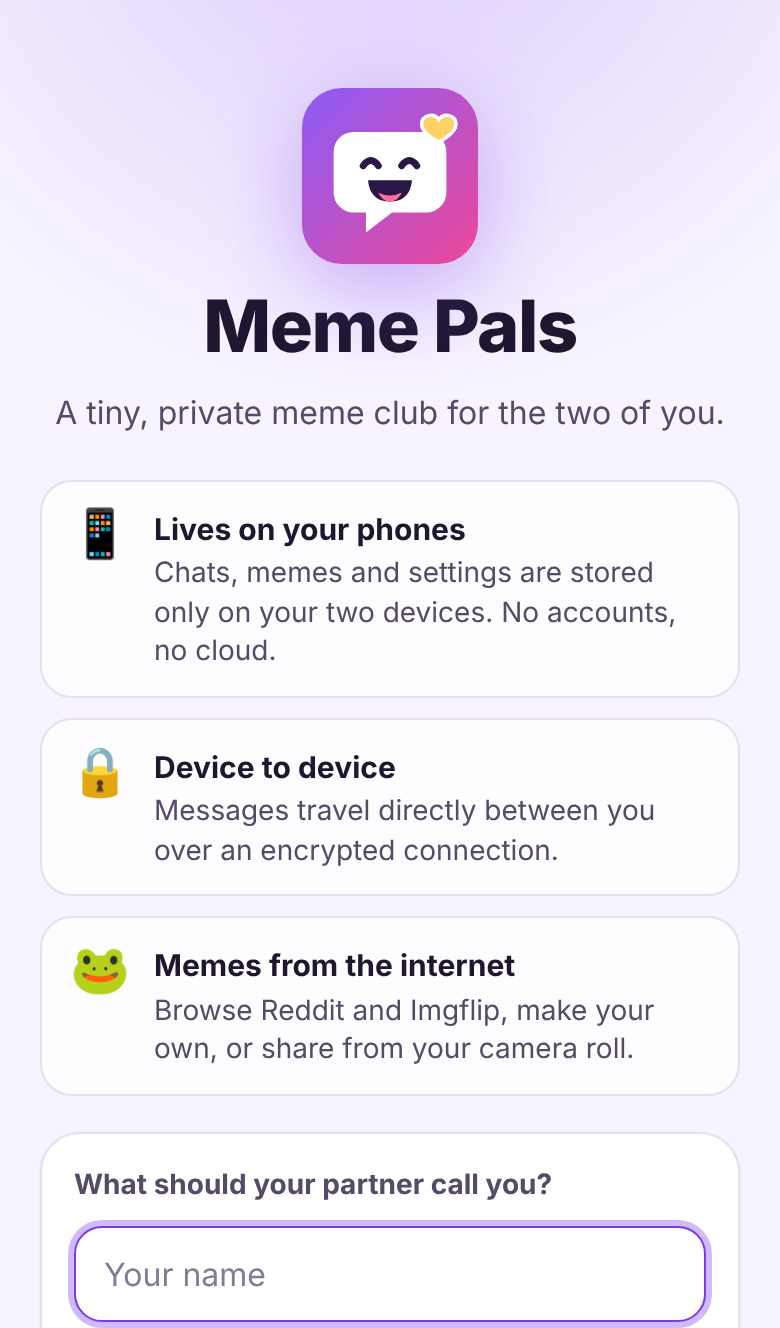 Meme Pals
A tiny, private meme club for the two of you.
Lives on your phones
Chats, memes and settings are stored
only on your two devices. No accounts,
no cloud.
Device to device
Messages travel directly between you
over an encrypted connection.
Memes from the internet
Browse Reddit and Imgflip, make your
own, or share from your camera roll.
What should your partner call you?
Your name